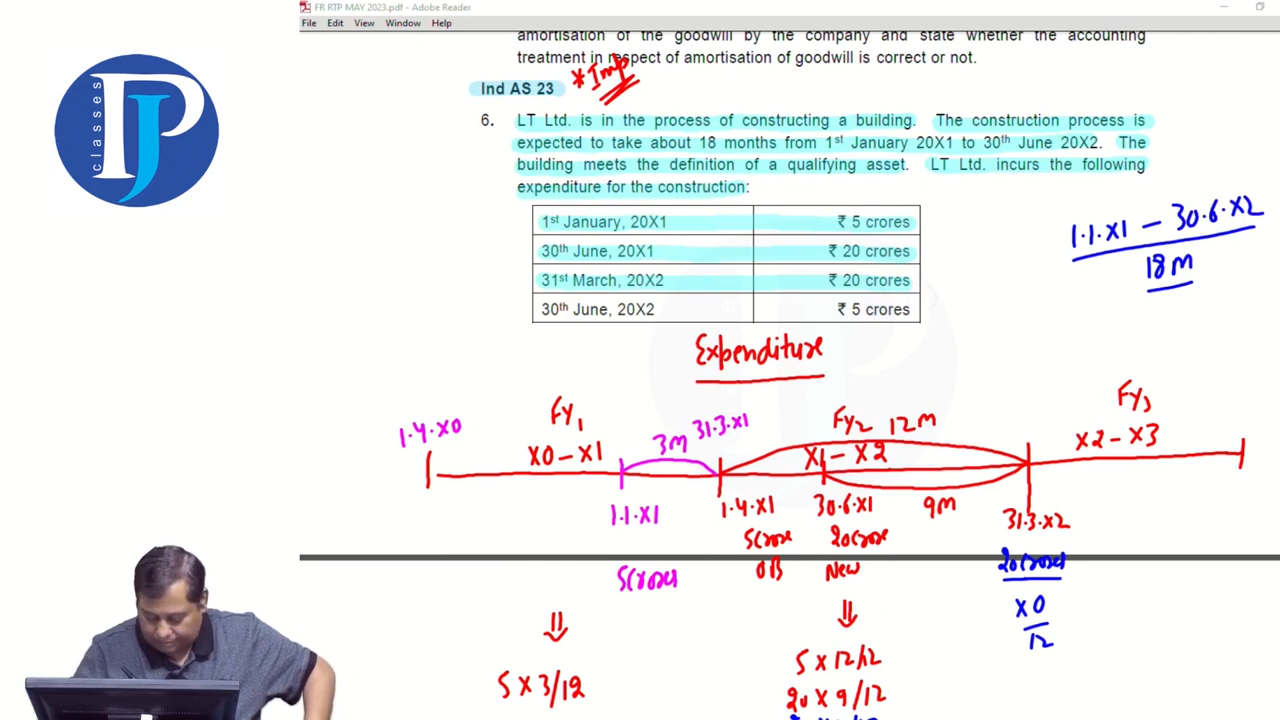 FR RTP MAY 2023.pdf - Adobe Reader
File Edit View Window Help
PJ
classes
amortisation of the goodwill by the company and state whether the accounting
treatment in respect of amortisation of goodwill is correct or not.
Ind AS 23 * Imp
6. LT Ltd. is in the process of constructing a building. The construction process is
expected to take about 18 months from 1st January 20X1 to 30th June 20X2. The
building meets the definition of a qualifying asset. LT Ltd. incurs the following
expenditure for the construction:
1st January, 20X1 ₹ 5 crores
30th June, 20X1 ₹ 20 crores
31st March, 20X2 ₹ 20 crores
30th June, 20X2 ₹ 5 crores
1.1.X1 – 30.6.X2
18M
Expenditure
FY1 FY2 12M FY3
1.4.X0 3M 31.3.X1
X0 – X1 X1 – X2 X2 – X3
1.1.X1 1.4.X1 30.6.X1 9M 31.3.X2
5crore 20crore 20crores
5crores OB New
X 0
12
⇓ ⇓
5 X 3/12 5 X 12/12
20 X 9/12